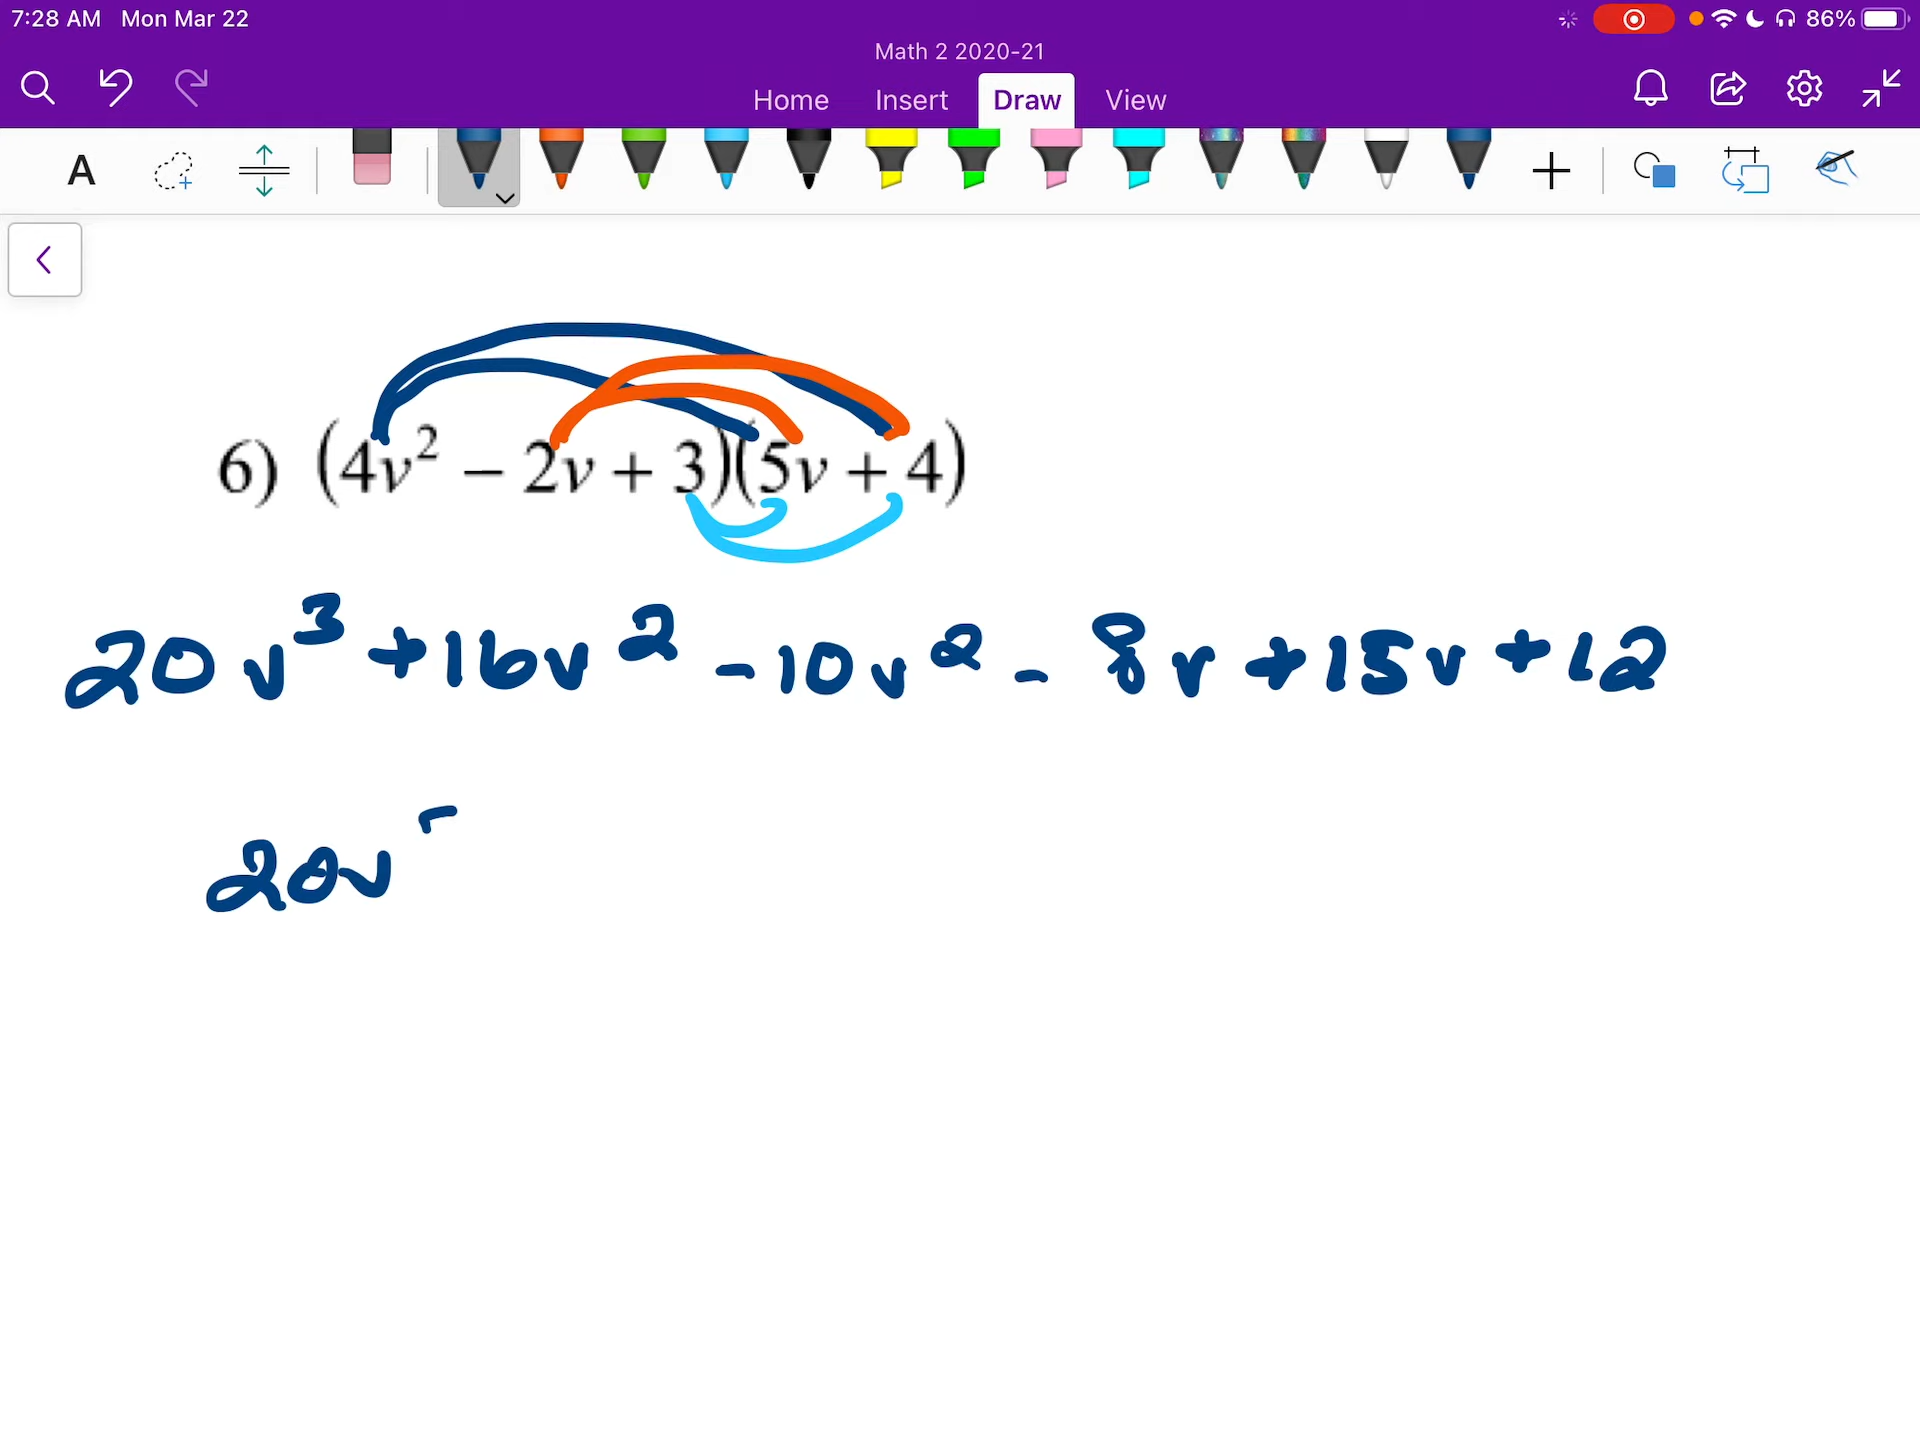 7:28 AM Mon Mar 22
86%
Math 2 2020-21
Home Insert Draw View
A
6) (4v² − 2v + 3)(5v + 4)
20v³ + 16v² - 10v² - 8v + 15v + 12
20v